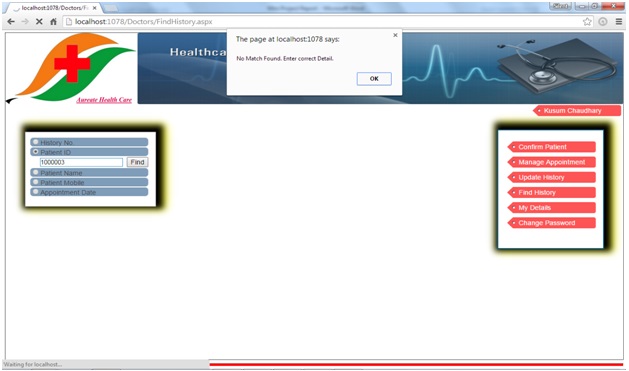 localhost:1078/Doctors/Fi
localhost:1078/Doctors/FindHistory.aspx
The page at localhost:1078 says:
No Match Found. Enter correct Detail.
OK
Healthca
Aureate Health Care
Kusum Chaudhary
History No.
Patient ID
1000003
Find
Patient Name
Patient Mobile
Appointment Date
Confirm Patient
Manage Appointment
Update History
Find History
My Details
Change Password
Waiting for localhost...